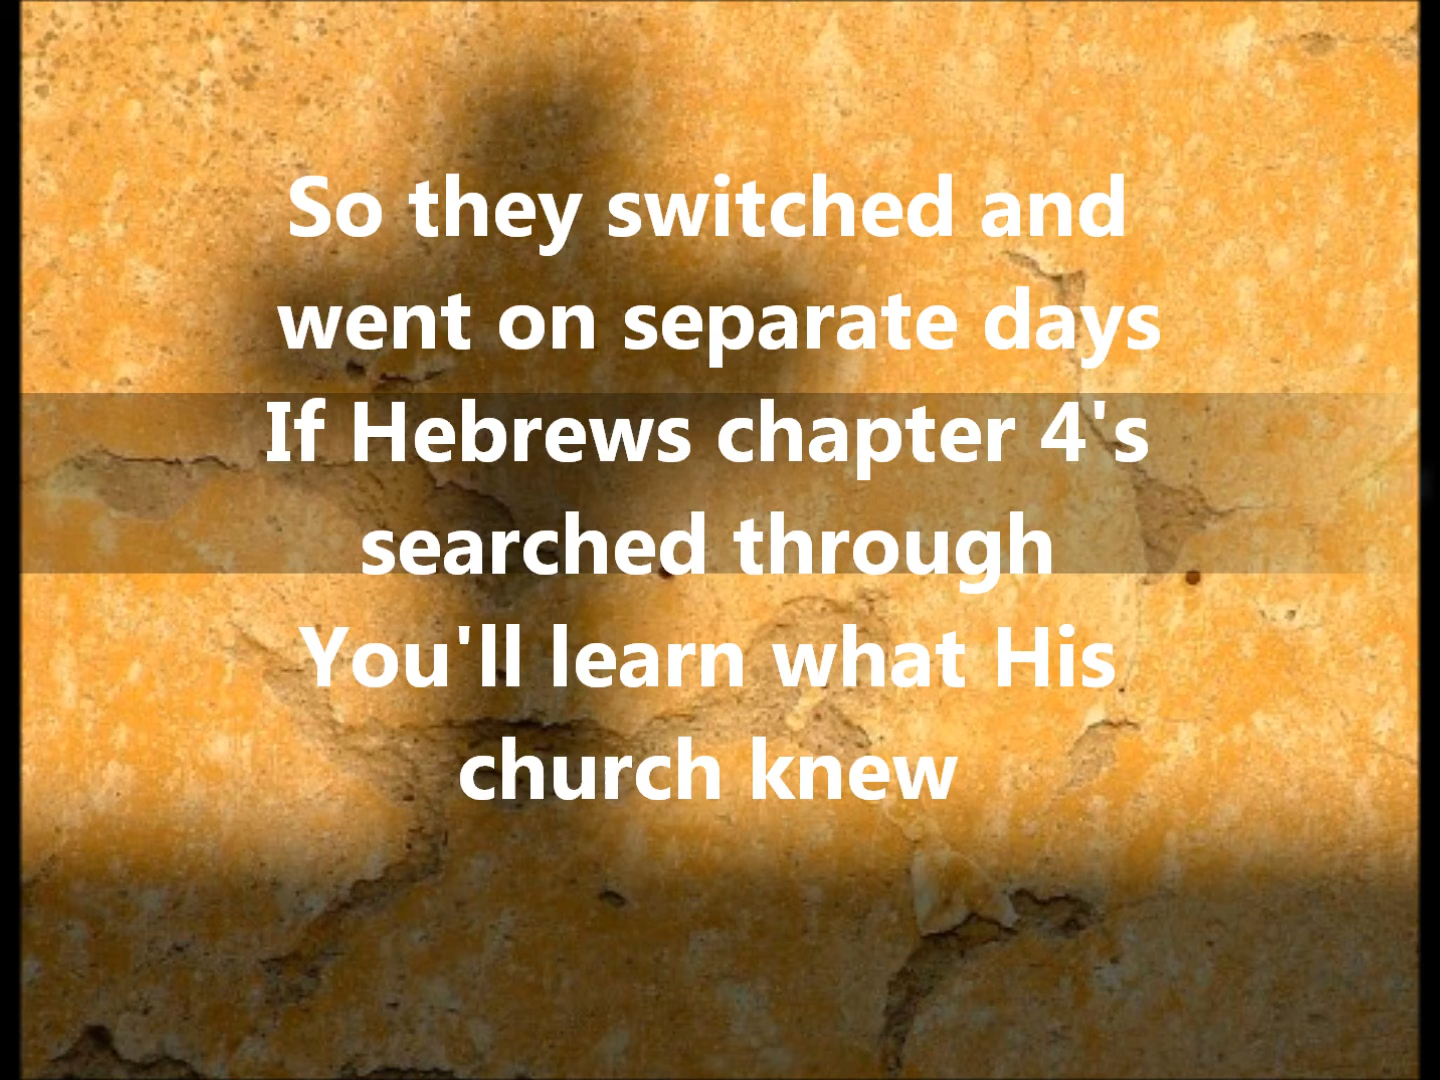 So they switched and
went on separate days
If Hebrews chapter 4's
searched through
You'll learn what His
church knew